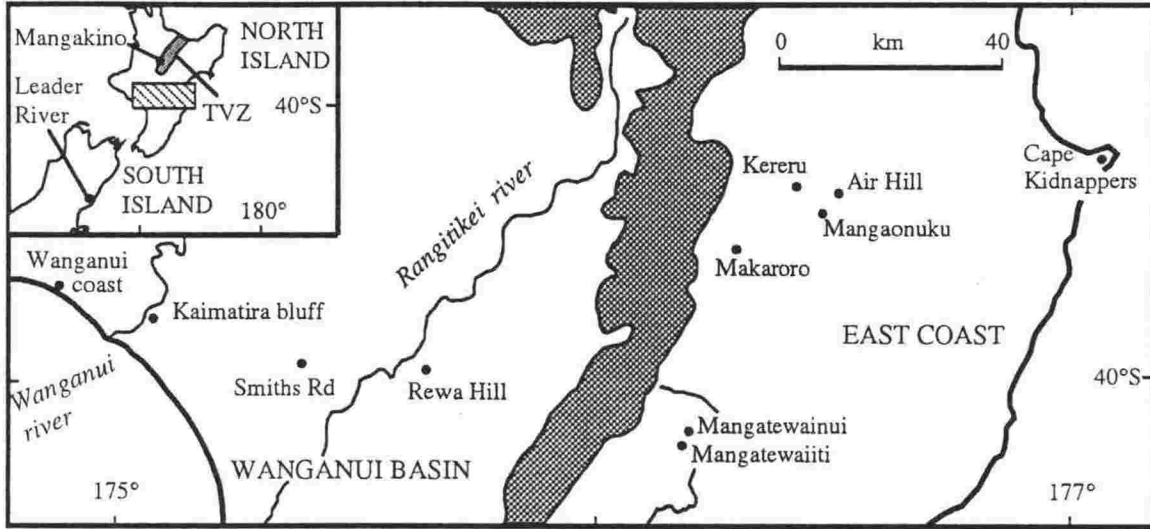 Mangakino
NORTH
ISLAND
Leader
River
TVZ
40°S
SOUTH
ISLAND
180°
0 km 40
Rangitikei river
Kereru
Air Hill
Mangaonuku
Makaroro
Cape
Kidnappers
Wanganui
coast
Kaimatira bluff
EAST COAST
Smiths Rd
Rewa Hill
40°S
Wanganui
river
Mangatewainui
Mangatewaiiti
WANGANUI BASIN
175°
177°